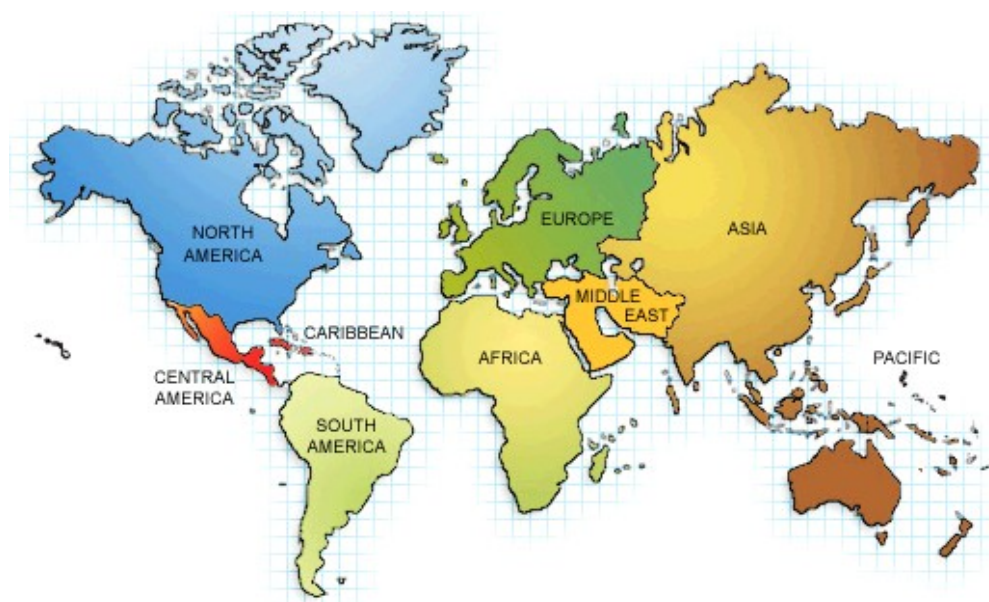 NORTH
AMERICA
EUROPE
ASIA
MIDDLE
EAST
CARIBBEAN
AFRICA
PACIFIC
CENTRAL
AMERICA
SOUTH
AMERICA